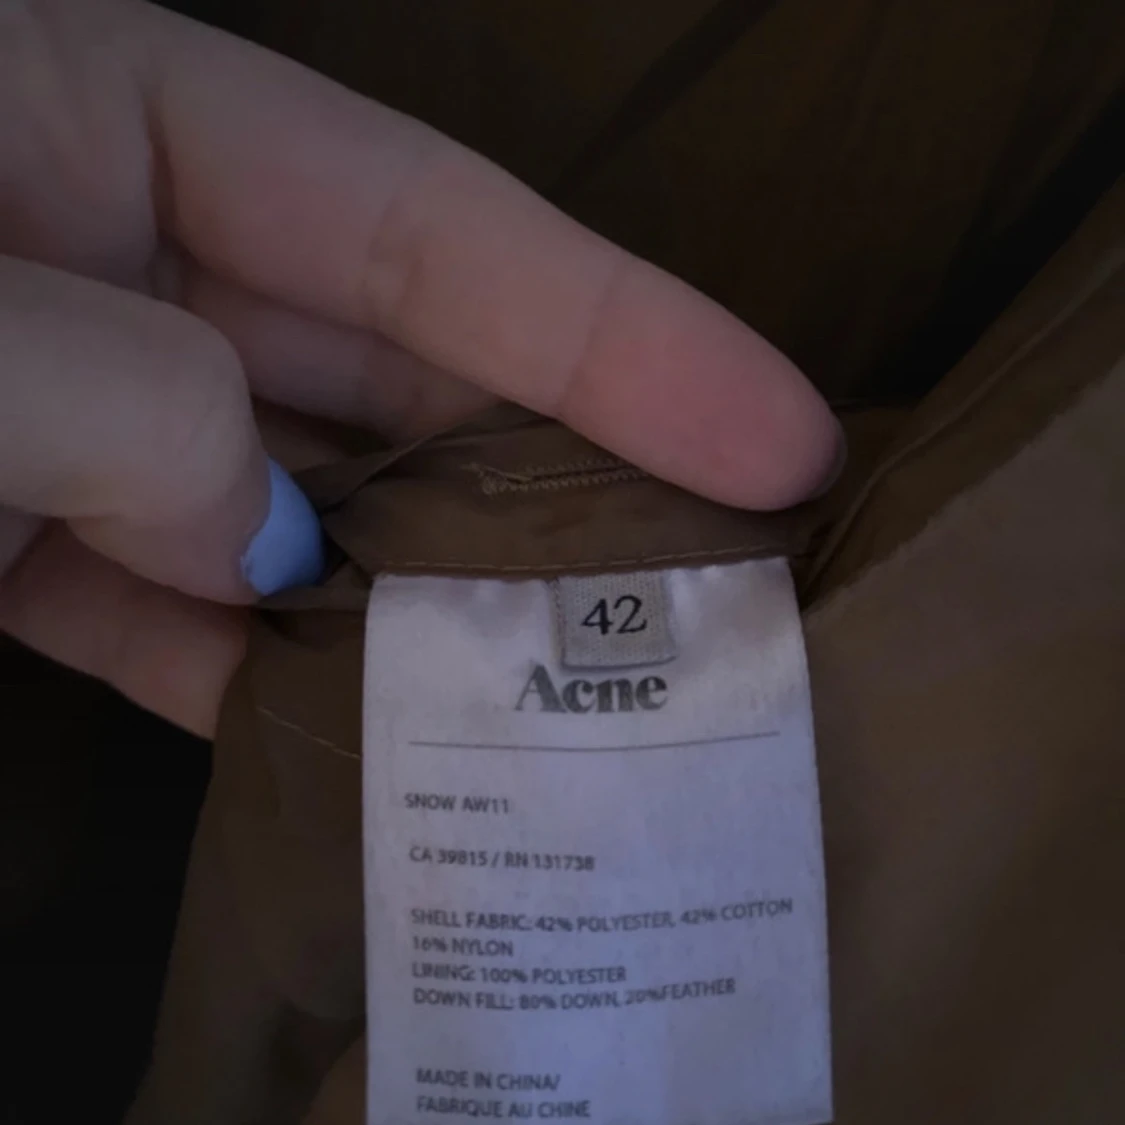 42
Acne
SNOW AW11
CA 39815 / RN 131738
SHELL FABRIC: 42% POLYESTER, 42% COTTON
16% NYLON
LINING: 100% POLYESTER
DOWN FILL: 80% DOWN, 20%FEATHER
MADE IN CHINA/
FABRIQUE AU CHINE